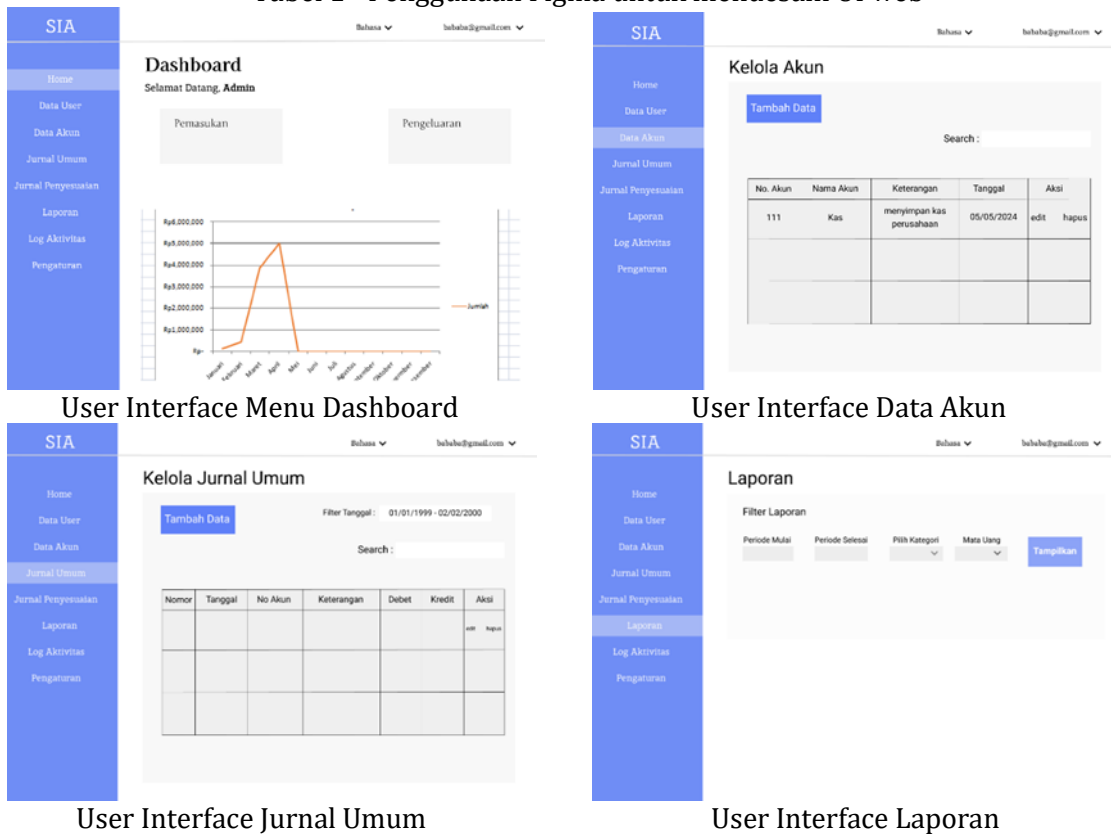 SIA
Bahasa
bababa@gmail.com
Home
Data User
Data Akun
Jurnal Umum
Jurnal Penyesuaian
Laporan
Log Aktivitas
Pengaturan
Dashboard
Selamat Datang, Admin
Pemasukan
Pengeluaran
Rp6,000,000
Rp5,000,000
Rp4,000,000
Rp3,000,000
Rp2,000,000
Rp1,000,000
Rp-
Januari
Februari
Maret
April
Mei
Juni
Juli
Agustus
Jumlah
User Interface Menu Dashboard
SIA
Bahasa
bababa@gmail.com
Home
Data User
Data Akun
Jurnal Umum
Jurnal Penyesuaian
Laporan
Log Aktivitas
Pengaturan
Kelola Akun
Tambah Data
Search :
No. Akun Nama Akun Keterangan Tanggal Aksi
111 Kas menyimpan kas perusahaan 05/05/2024 edit hapus
User Interface Data Akun
SIA
Bahasa
bababa@gmail.com
Home
Data User
Data Akun
Jurnal Umum
Jurnal Penyesuaian
Laporan
Log Aktivitas
Pengaturan
Kelola Jurnal Umum
Tambah Data
Filter Tanggal : 01/01/1999 - 02/02/2000
Search :
Nomor Tanggal No Akun Keterangan Debet Kredit Aksi
edit hapus
User Interface Jurnal Umum
SIA
Bahasa
bababa@gmail.com
Home
Data User
Data Akun
Jurnal Umum
Jurnal Penyesuaian
Laporan
Log Aktivitas
Pengaturan
Laporan
Filter Laporan
Periode Mulai Periode Selesai Pilih Kategori Mata Uang
Tampilkan
User Interface Laporan